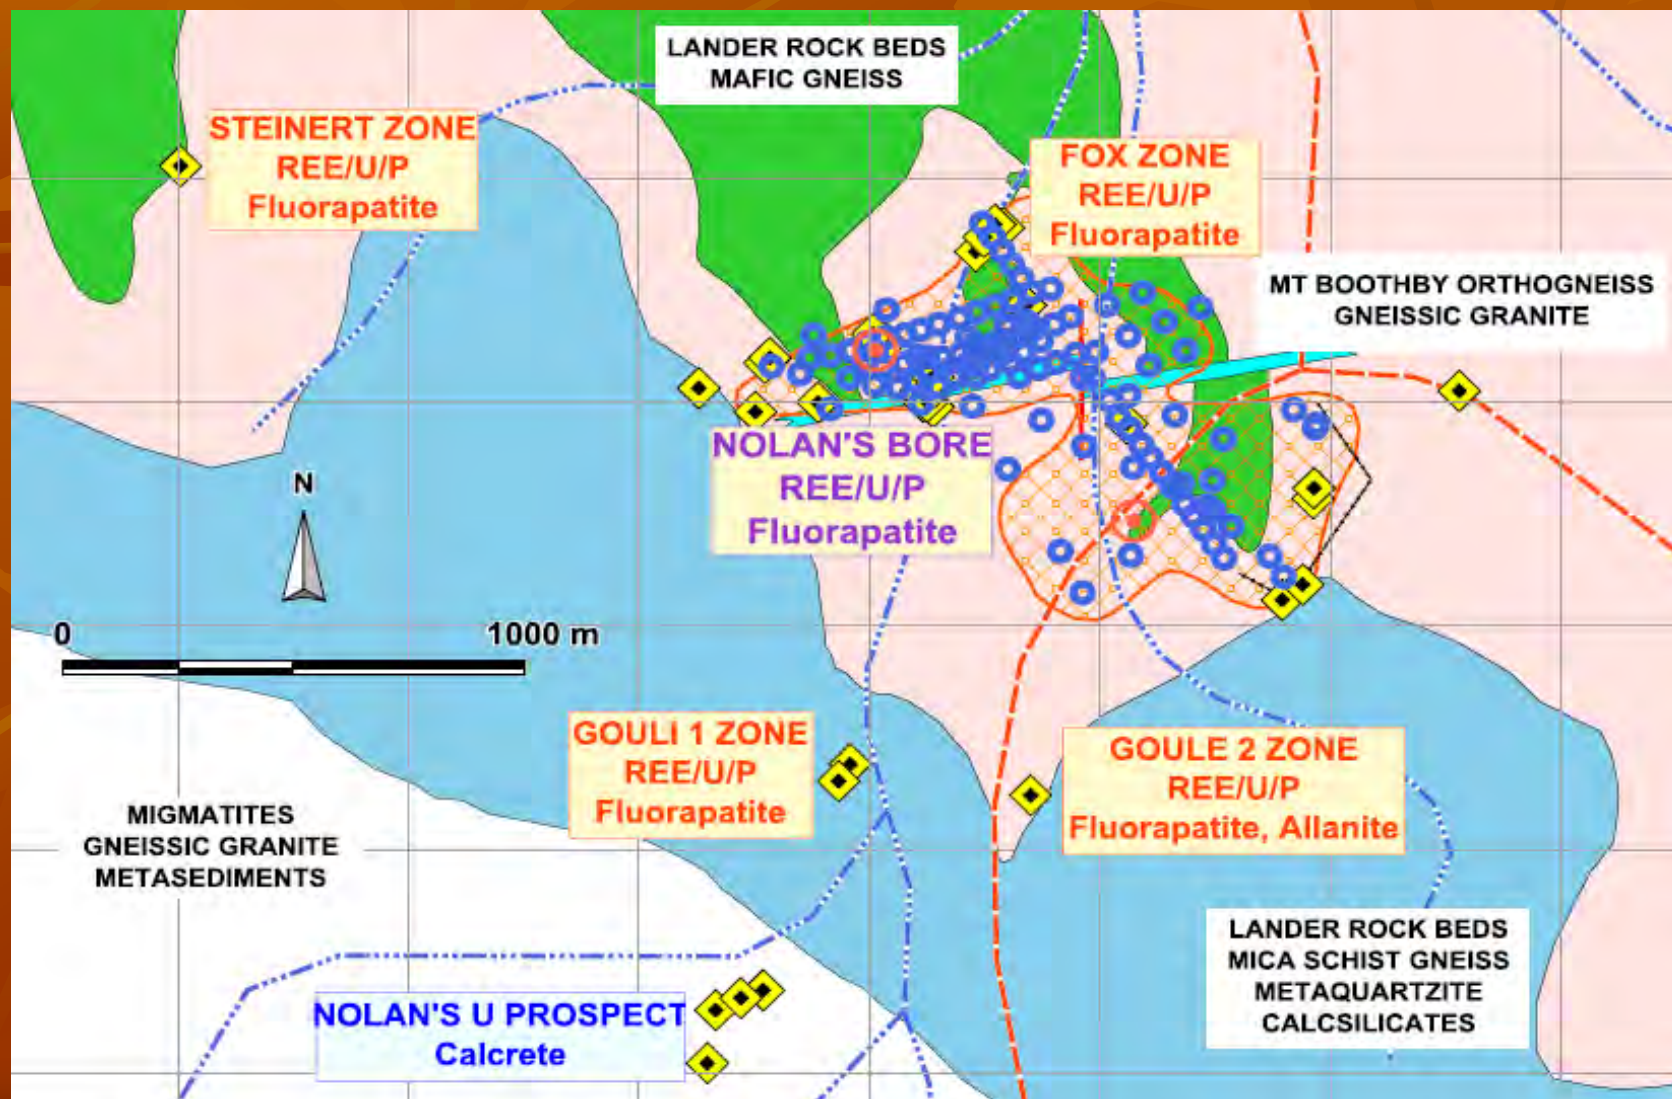 LANDER ROCK BEDS
MAFIC GNEISS
STEINERT ZONE
REE/U/P
Fluorapatite
FOX ZONE
REE/U/P
Fluorapatite
MT BOOTHBY ORTHOGNEISS
GNEISSIC GRANITE
NOLAN'S BORE
REE/U/P
Fluorapatite
N
0 1000 m
GOULI 1 ZONE
REE/U/P
Fluorapatite
GOULE 2 ZONE
REE/U/P
Fluorapatite, Allanite
MIGMATITES
GNEISSIC GRANITE
METASEDIMENTS
LANDER ROCK BEDS
MICA SCHIST GNEISS
METAQUARTZITE
CALCSILICATES
NOLAN'S U PROSPECT
Calcrete